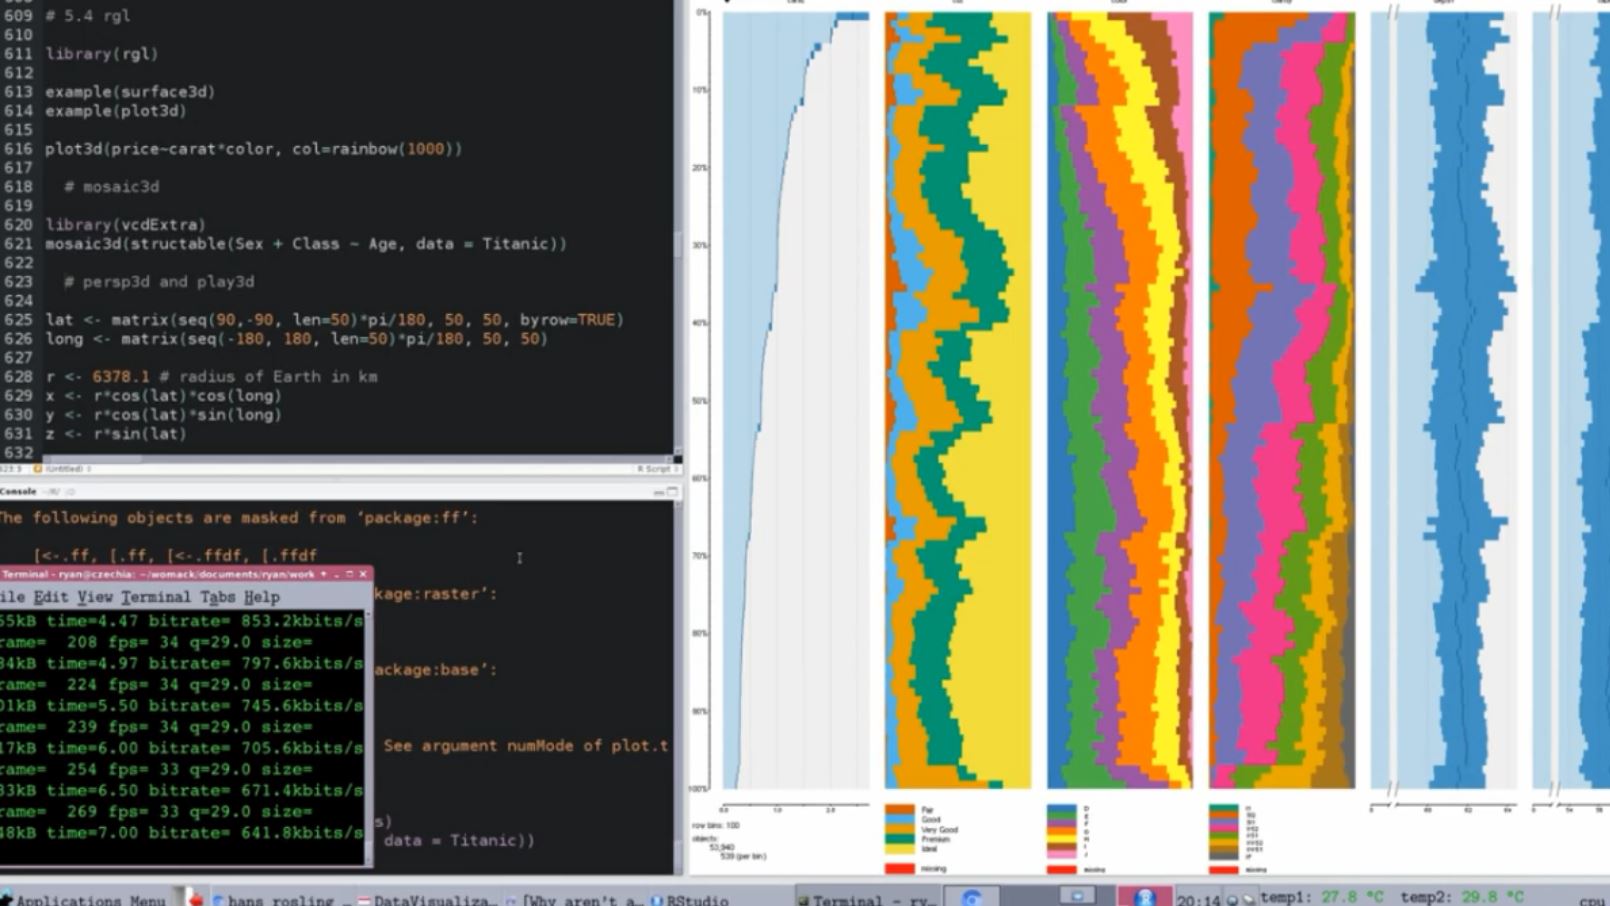 609 # 5.4 rgl
610
611 library(rgl)
612
613 example(surface3d)
614 example(plot3d)
615
616 plot3d(price~carat*color, col=rainbow(1000))
617
618 # mosaic3d
619
620 library(vcdExtra)
621 mosaic3d(structable(Sex + Class ~ Age, data = Titanic))
622
623 # persp3d and play3d
624
625 lat <- matrix(seq(90,-90, len=50)*pi/180, 50, 50, byrow=TRUE)
626 long <- matrix(seq(-180, 180, len=50)*pi/180, 50, 50)
627
628 r <- 6378.1 # radius of Earth in km
629 x <- r*cos(lat)*cos(long)
630 y <- r*cos(lat)*sin(long)
631 z <- r*sin(lat)
632
(Untitled) R Script
Console
The following objects are masked from ‘package:ff’:
[<-.ff, [.ff, [<-.ffdf, [.ffdf
kage:raster’:
ackage:base’:
See argument numMode of plot.t
s)
data = Titanic))
Terminal - ryan@czechia: ~/womack/documents/ryan/work
ile Edit View Terminal Tabs Help
55kB time=4.47 bitrate= 853.2kbits/s
rame= 208 fps= 34 q=29.0 size=
34kB time=4.97 bitrate= 797.6kbits/s
rame= 224 fps= 34 q=29.0 size=
01kB time=5.50 bitrate= 745.6kbits/s
rame= 239 fps= 34 q=29.0 size=
17kB time=6.00 bitrate= 705.6kbits/s
rame= 254 fps= 33 q=29.0 size=
33kB time=6.50 bitrate= 671.4kbits/s
rame= 269 fps= 33 q=29.0 size=
48kB time=7.00 bitrate= 641.8kbits/s
0%
10%
20%
30%
40%
50%
60%
70%
80%
90%
100%
0.0 1.0 2.0
row bins: 100
objects:
53,940
539 (per bin)
Fair
Good
Very Good
Premium
Ideal
missing
D
E
F
G
H
I
J
missing
missing
Applications Menu hans rosling ... DataVisualiza... [Why aren't a... RStudio Terminal - ry... 20:14 temp1: 27.8 °C temp2: 29.8 °C cpu